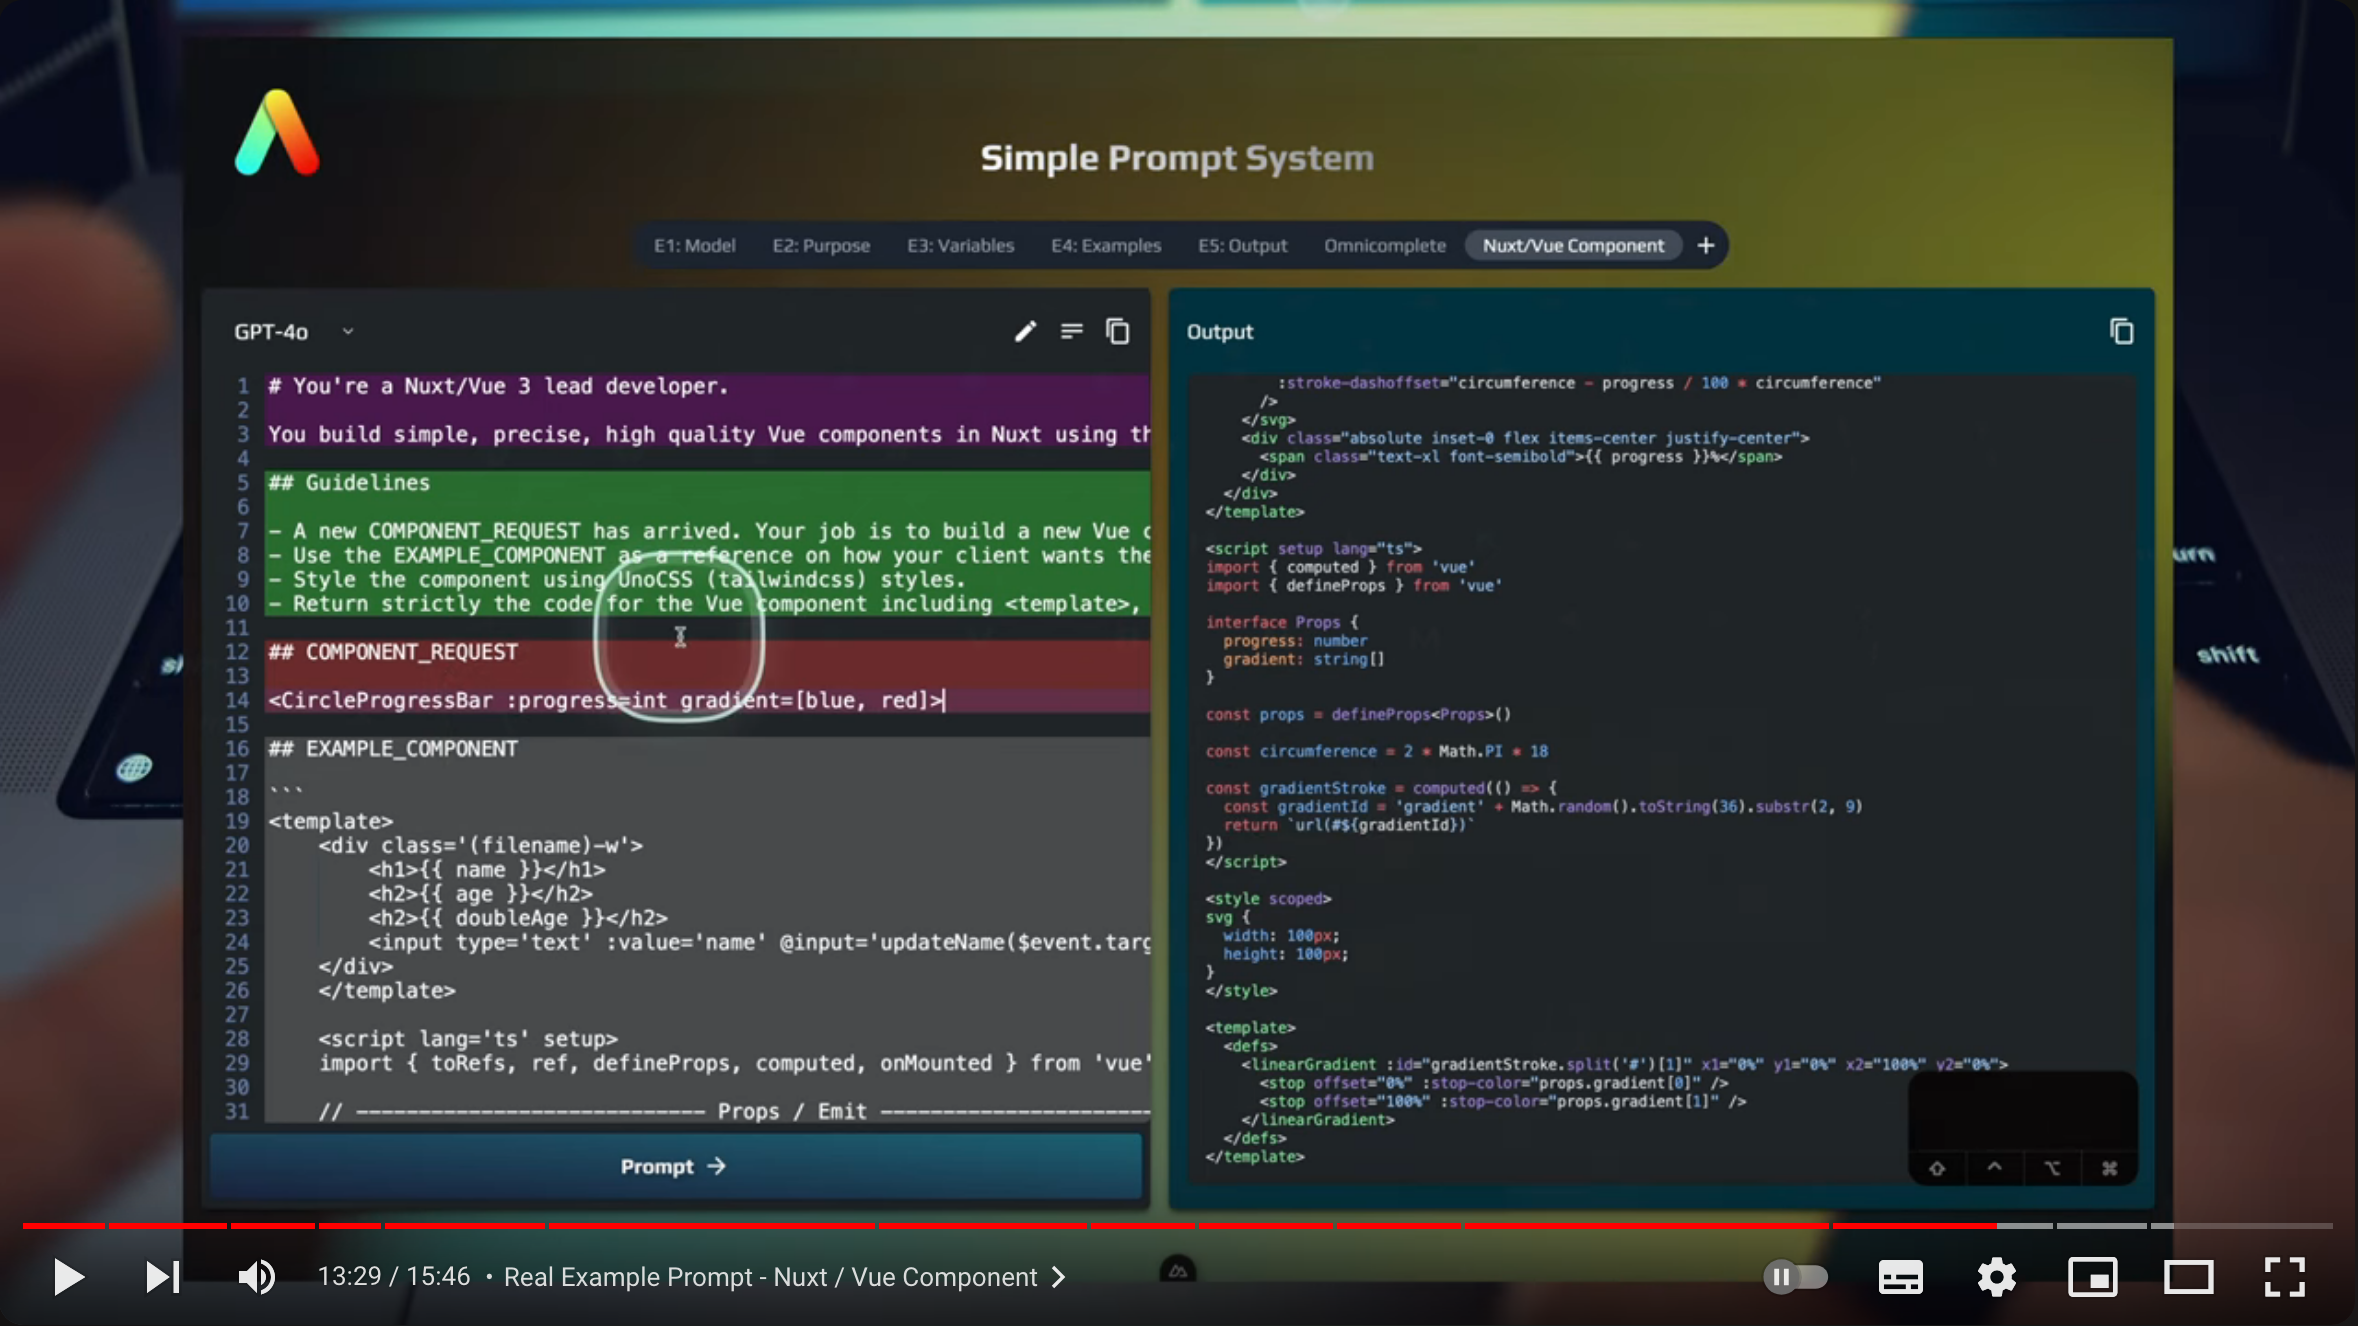 Simple Prompt System
E1: Model E2: Purpose E3: Variables E4: Examples E5: Output Omnicomplete Nuxt/Vue Component +
GPT-4o
1 # You're a Nuxt/Vue 3 lead developer.
2
3 You build simple, precise, high quality Vue components in Nuxt using th
4
5 ## Guidelines
6
7 - A new COMPONENT_REQUEST has arrived. Your job is to build a new Vue c
8 - Use the EXAMPLE_COMPONENT as a reference on how your client wants the
9 - Style the component using UnoCSS (tailwindcss) styles.
10 - Return strictly the code for the Vue component including <template>,
11
12 ## COMPONENT_REQUEST
13
14 <CircleProgressBar :progress=int gradient=[blue, red]>
15
16 ## EXAMPLE_COMPONENT
17
18 ```
19 <template>
20 <div class='(filename)-w'>
21 <h1>{{ name }}</h1>
22 <h2>{{ age }}</h2>
23 <h2>{{ doubleAge }}</h2>
24 <input type='text' :value='name' @input='updateName($event.targ
25 </div>
26 </template>
27
28 <script lang='ts' setup>
29 import { toRefs, ref, defineProps, computed, onMounted } from 'vue'
30
31 // ---------------------------- Props / Emit ----------------------
Prompt →
Output
:stroke-dashoffset="circumference - progress / 100 * circumference"
/>
</svg>
<div class="absolute inset-0 flex items-center justify-center">
<span class="text-xl font-semibold">{{ progress }}%</span>
</div>
</div>
</template>
<script setup lang="ts">
import { computed } from 'vue'
import { defineProps } from 'vue'
interface Props {
progress: number
gradient: string[]
}
const props = defineProps<Props>()
const circumference = 2 * Math.PI * 18
const gradientStroke = computed(() => {
const gradientId = 'gradient' + Math.random().toString(36).substr(2, 9)
return `url(#${gradientId})`
})
</script>
<style scoped>
svg {
width: 100px;
height: 100px;
}
</style>
<template>
<defs>
<linearGradient :id="gradientStroke.split('#')[1]" x1="0%" y1="0%" x2="100%" y2="0%">
<stop offset="0%" :stop-color="props.gradient[0]" />
<stop offset="100%" :stop-color="props.gradient[1]" />
</linearGradient>
</defs>
</template>
shift
13:29 / 15:46 • Real Example Prompt - Nuxt / Vue Component